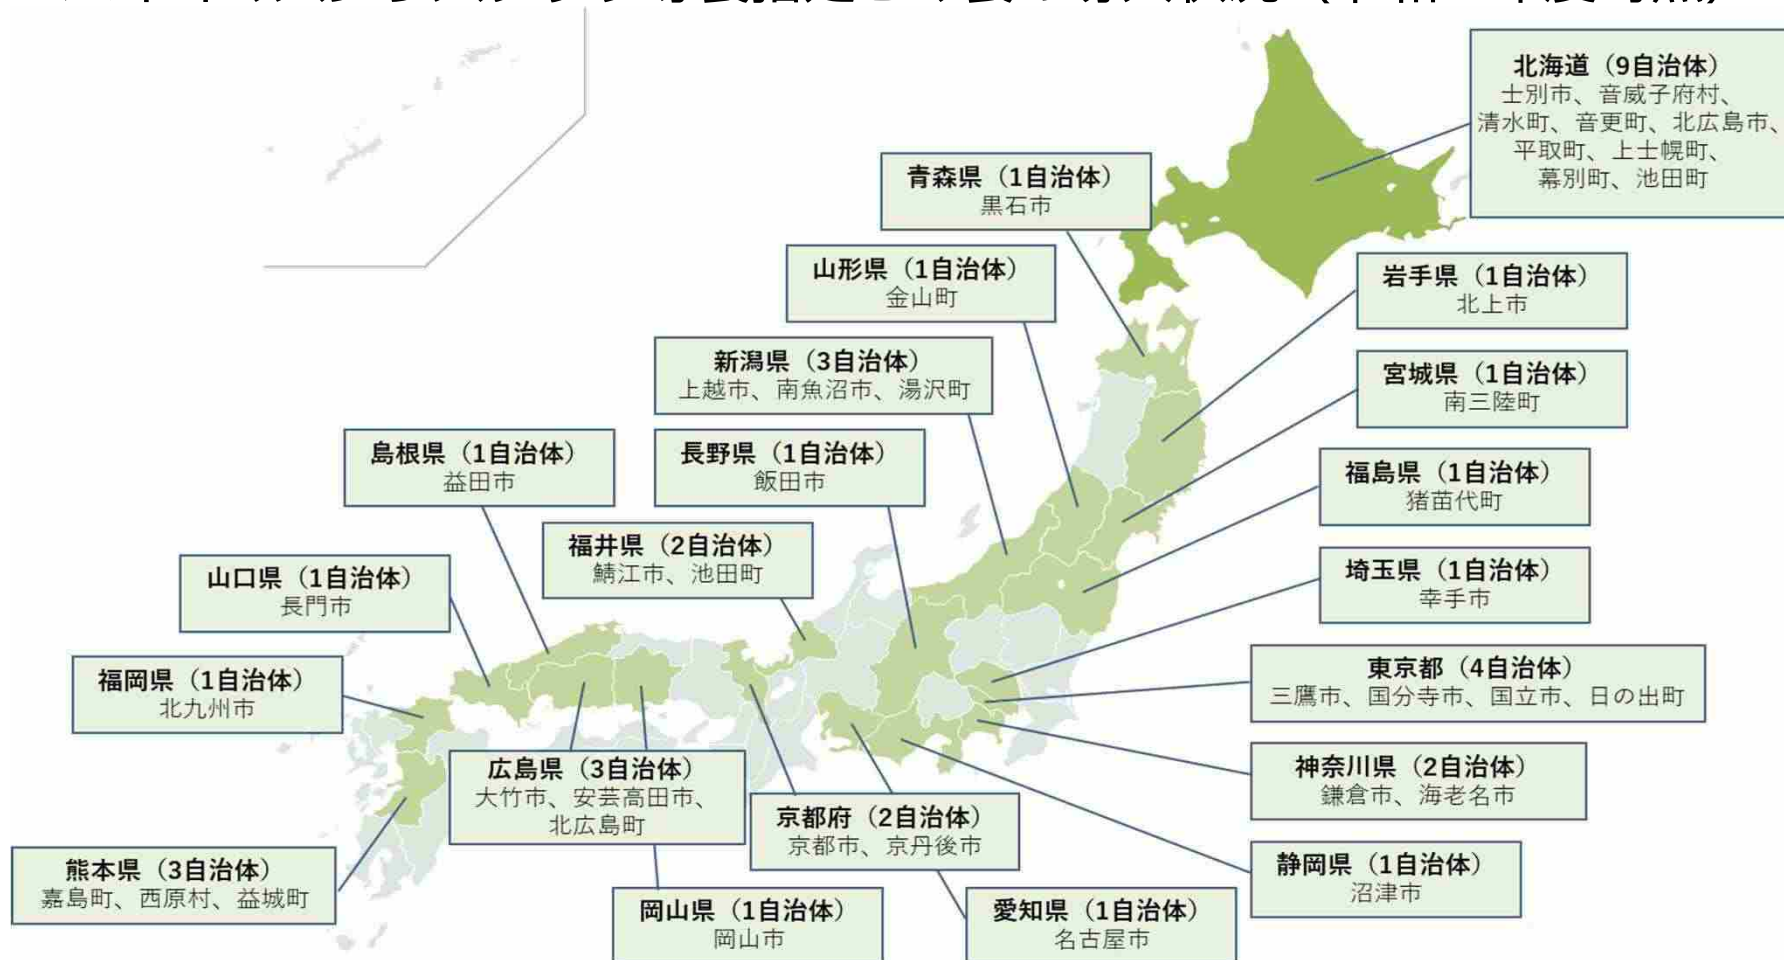 北海道（9自治体）
士別市、音威子府村、
清水町、音更町、北広島市、
平取町、上士幌町、
幕別町、池田町
青森県（1自治体）
黒石市
山形県（1自治体）
金山町
岩手県（1自治体）
北上市
新潟県（3自治体）
上越市、南魚沼市、湯沢町
宮城県（1自治体）
南三陸町
島根県（1自治体）
益田市
長野県（1自治体）
飯田市
福島県（1自治体）
猪苗代町
福井県（2自治体）
鯖江市、池田町
山口県（1自治体）
長門市
埼玉県（1自治体）
幸手市
福岡県（1自治体）
北九州市
東京都（4自治体）
三鷹市、国分寺市、国立市、日の出町
広島県（3自治体）
大竹市、安芸高田市、
北広島町
神奈川県（2自治体）
鎌倉市、海老名市
京都府（2自治体）
京都市、京丹後市
熊本県（3自治体）
嘉島町、西原村、益城町
静岡県（1自治体）
沼津市
岡山県（1自治体）
岡山市
愛知県（1自治体）
名古屋市